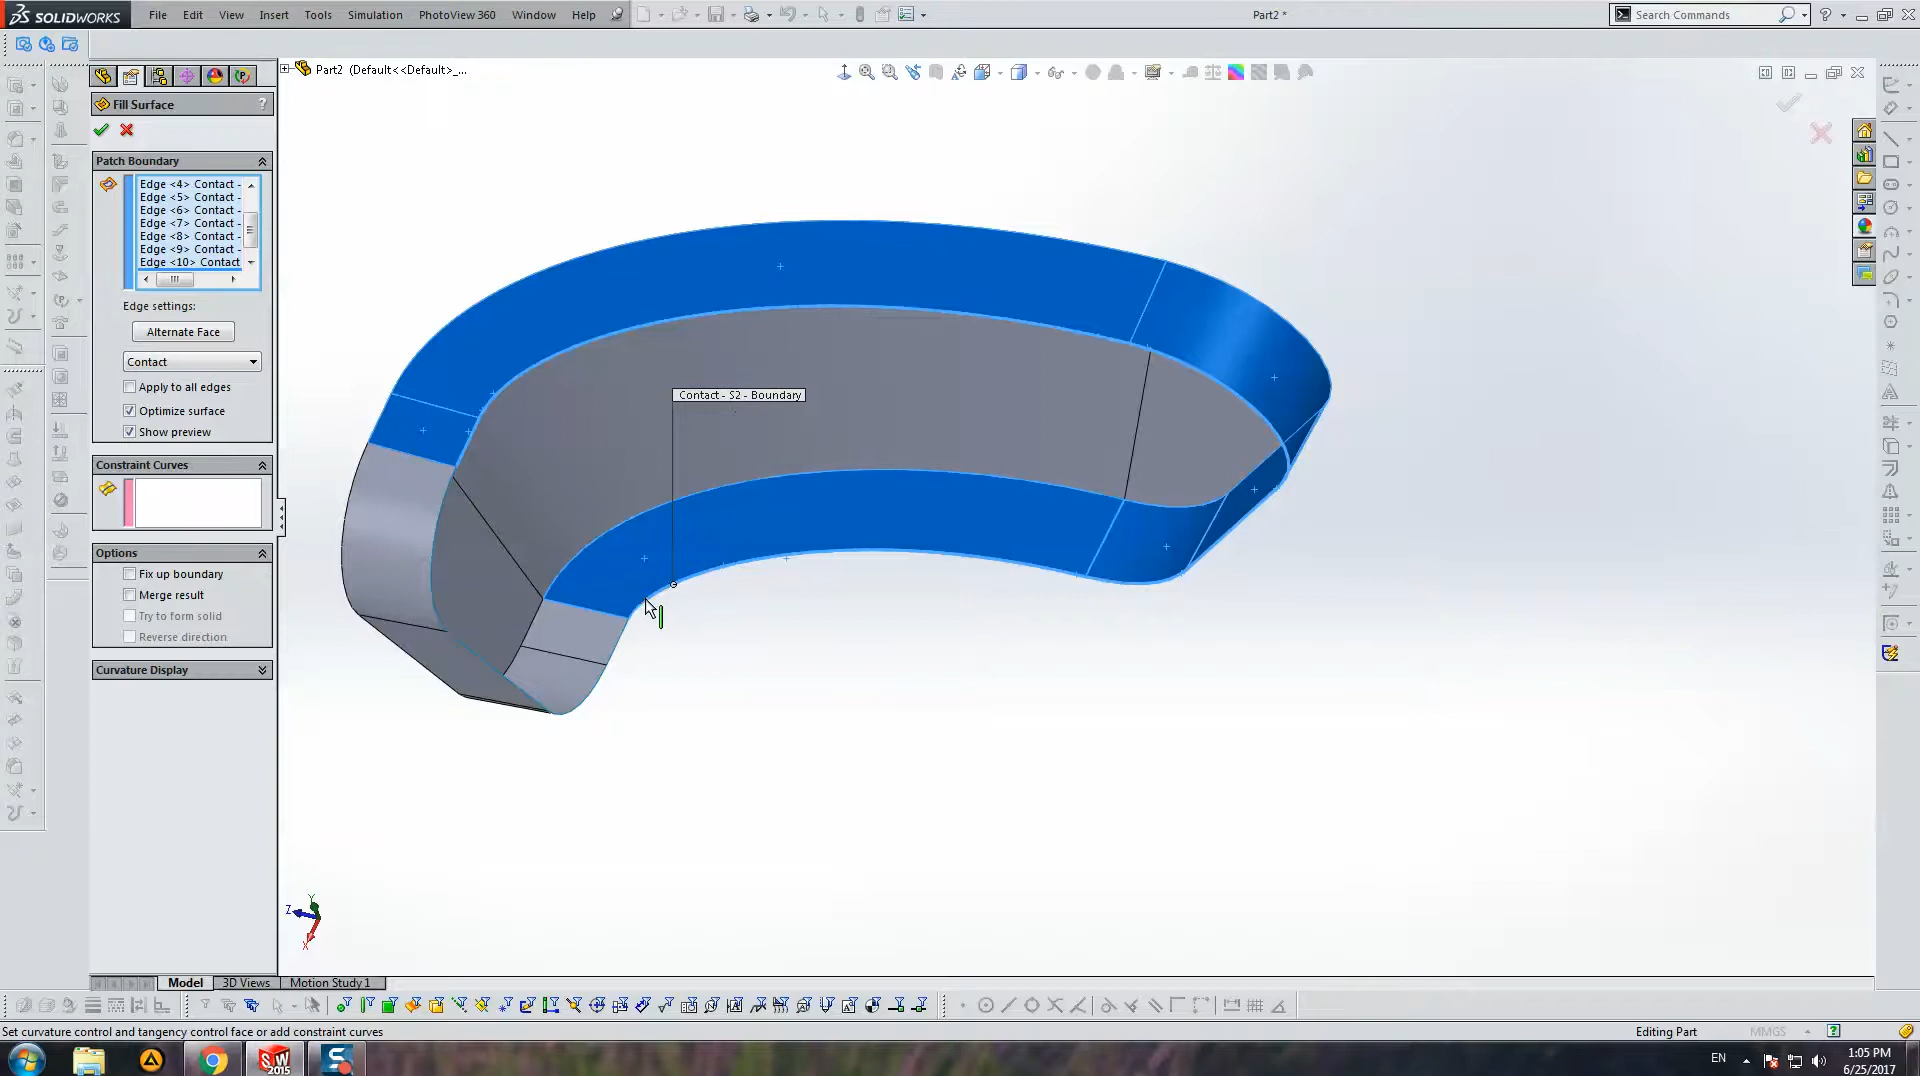 SOLIDWORKS File Edit View Insert Tools Simulation PhotoView 360 Window Help Part2 * Search Commands
Part2 (Default<<Default>_...
Fill Surface ?
Patch Boundary
Edge <4> Contact -
Edge <5> Contact -
Edge <6> Contact -
Edge <7> Contact -
Edge <8> Contact -
Edge <9> Contact -
Edge <10> Contact
Edge settings:
Alternate Face
Contact
Apply to all edges
Optimize surface
Show preview
Constraint Curves
Options
Fix up boundary
Merge result
Try to form solid
Reverse direction
Curvature Display
Contact - S2 - Boundary
Y
Z
X
Model 3D Views Motion Study 1
Set curvature control and tangency control face or add constraint curves Editing Part MMGS
SW 2015 S EN 1:05 PM
6/25/2017